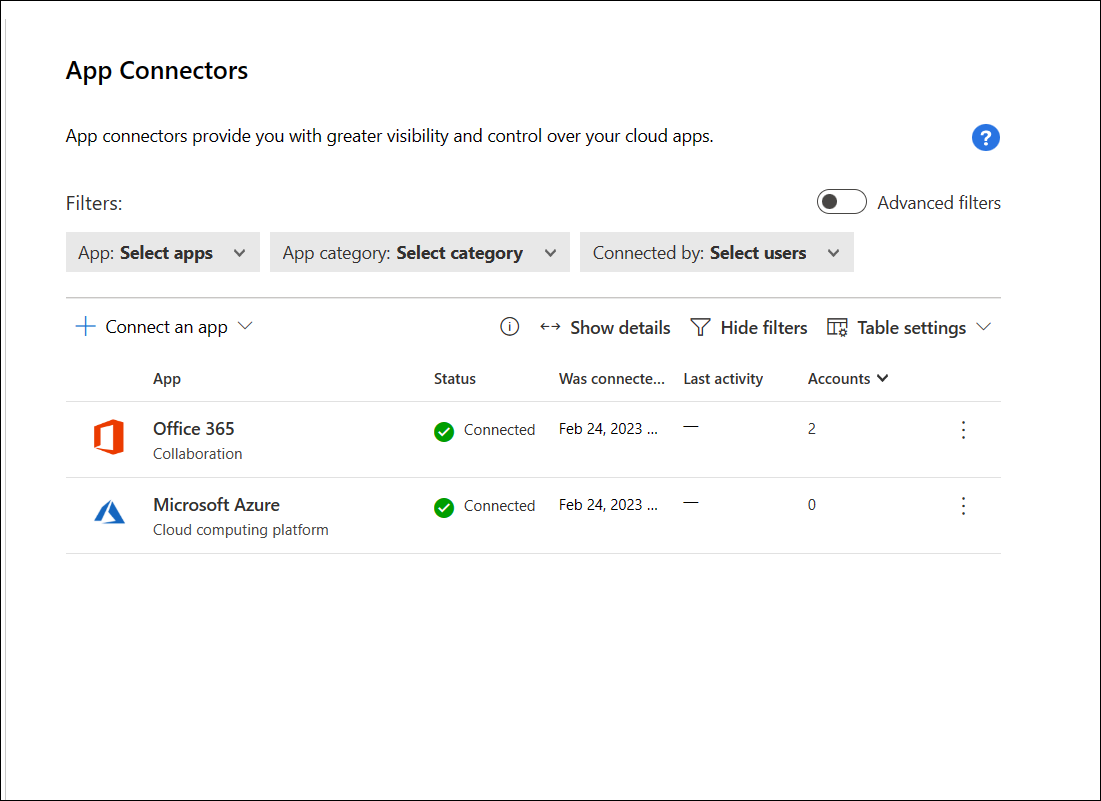 App Connectors
App connectors provide you with greater visibility and control over your cloud apps.
?
Filters:
Advanced filters
App: Select apps
App category: Select category
Connected by: Select users
Connect an app
Show details
Hide filters
Table settings
App
Status
Was connecte...
Last activity
Accounts
Office 365
Collaboration
Connected
Feb 24, 2023 ...
—
2
Microsoft Azure
Cloud computing platform
Connected
Feb 24, 2023 ...
—
0